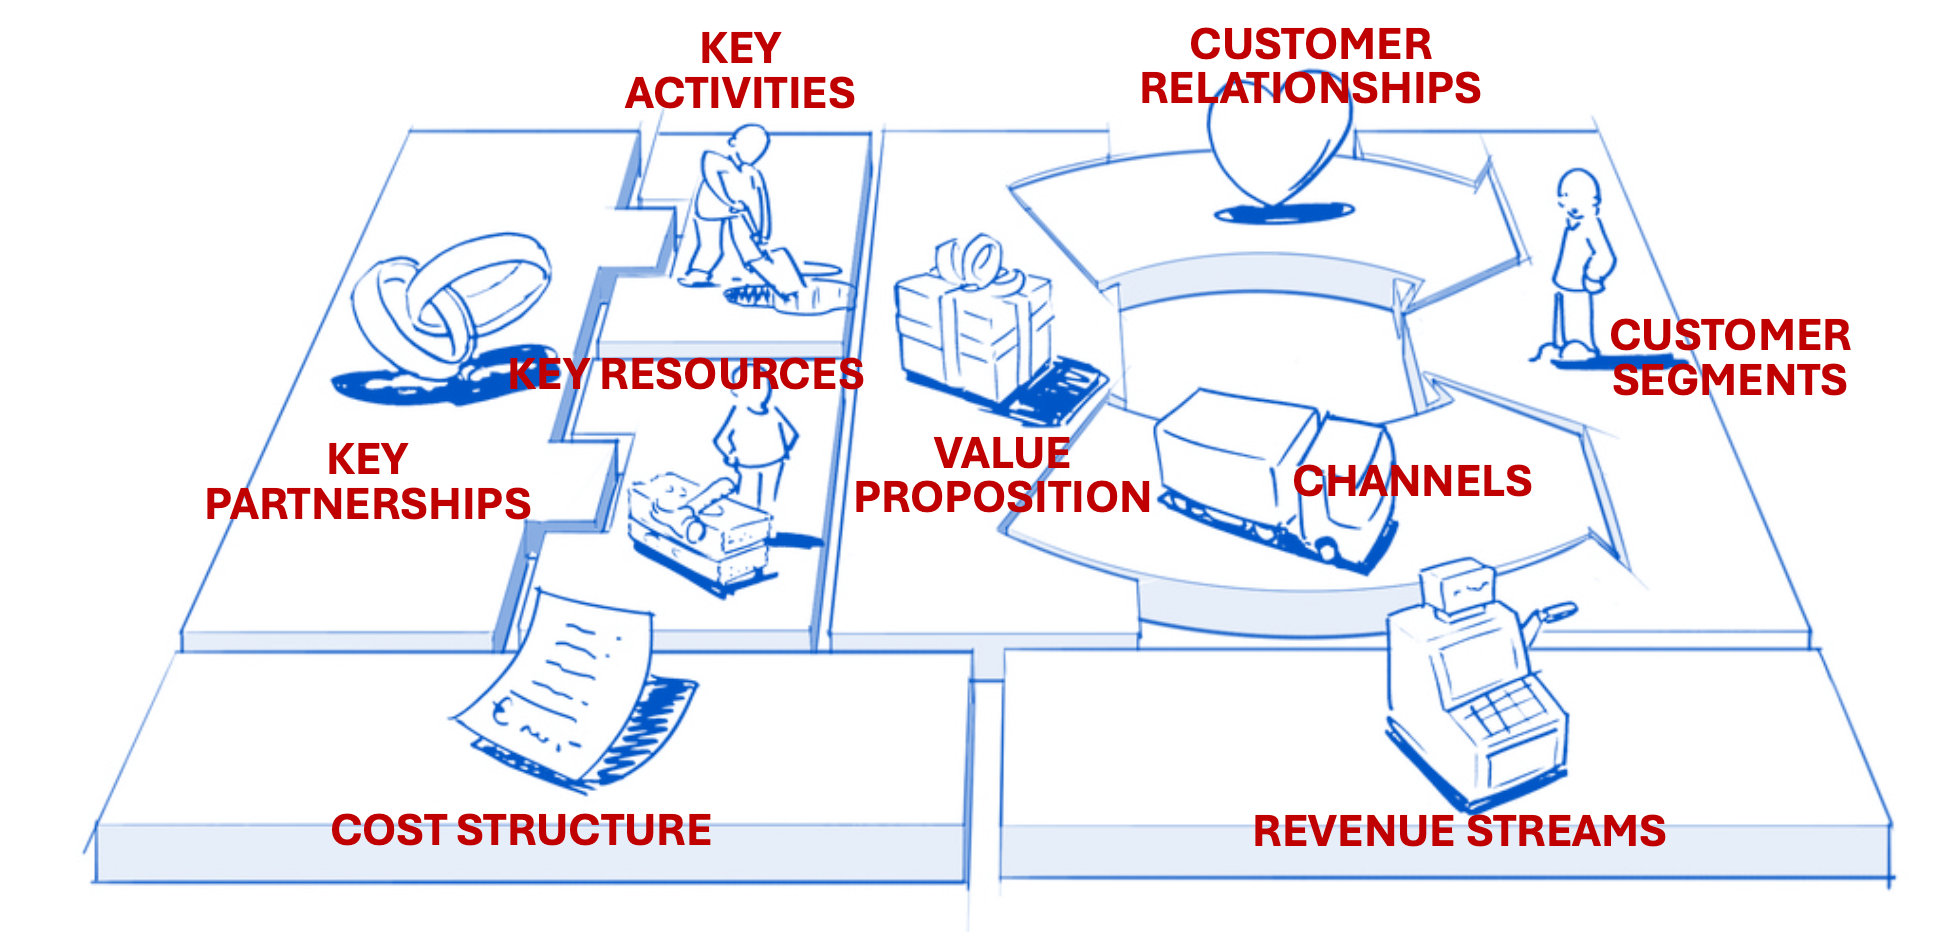 KEY
ACTIVITIES
CUSTOMER
RELATIONSHIPS
CUSTOMER
SEGMENTS
KEY RESOURCES
KEY
PARTNERSHIPS
VALUE
PROPOSITION
CHANNELS
COST STRUCTURE
REVENUE STREAMS